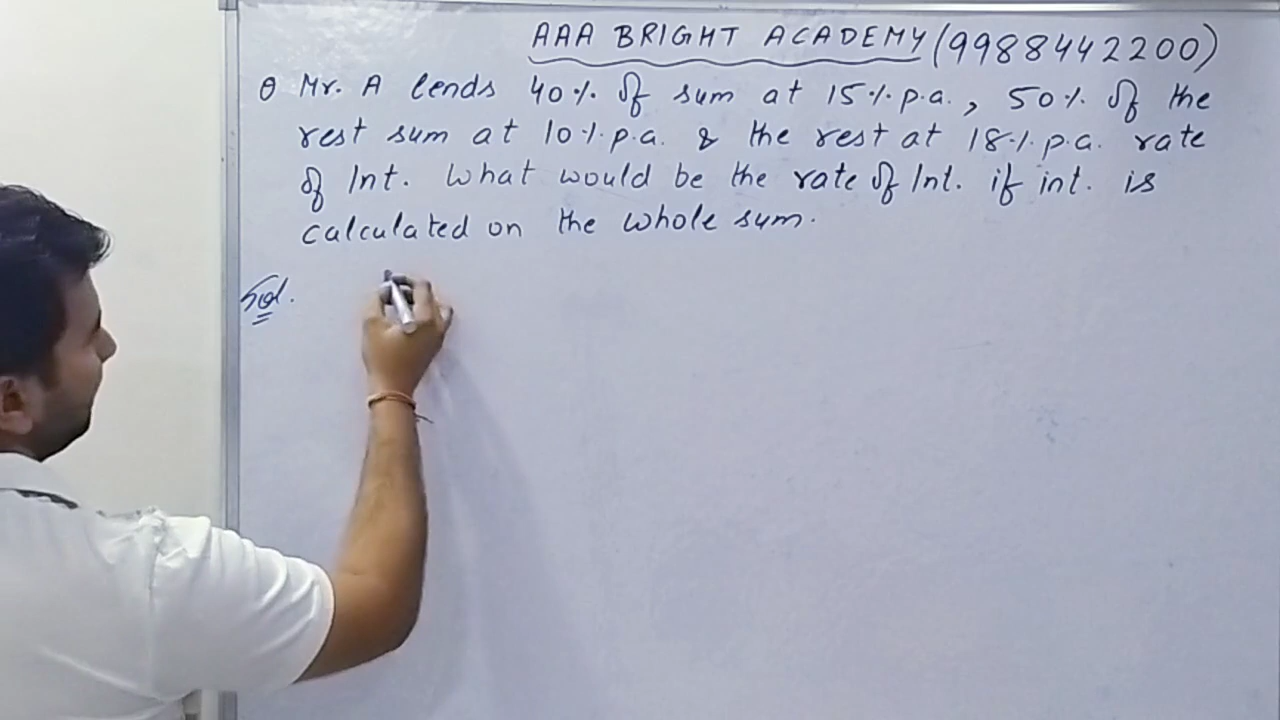 AAA BRIGHT ACADEMY (9988442200)
Q Mr. A lends 40% of sum at 15% p.a., 50% of the
rest sum at 10% p.a. & the rest at 18% p.a. rate
of Int. What would be the rate of Int. if int. is
calculated on the whole sum.
Sol.